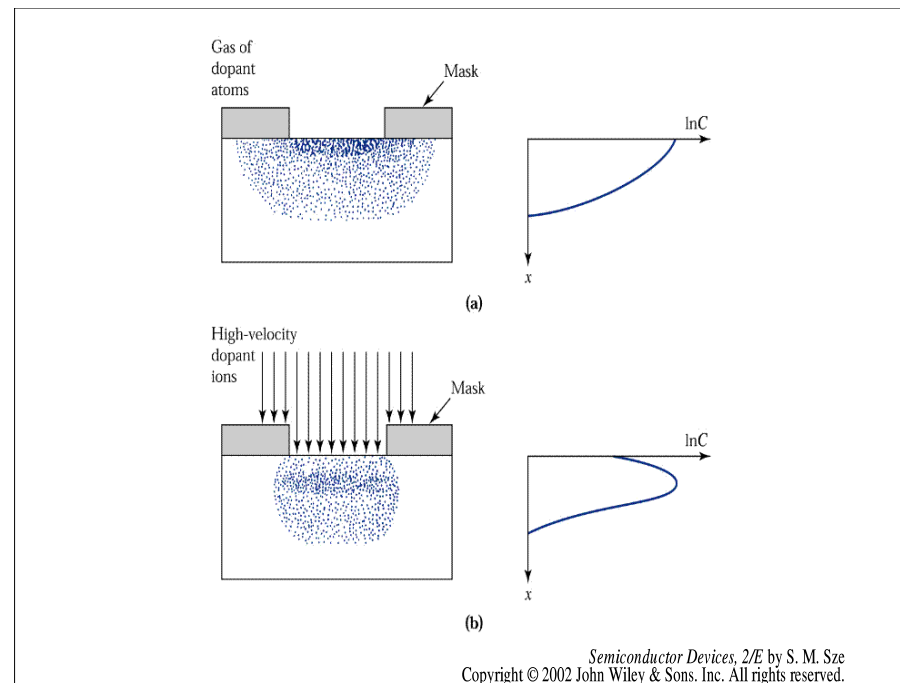 Gas of
dopant
atoms
Mask
lnC
x
(a)
High-velocity
dopant
ions
Mask
lnC
x
(b)
Semiconductor Devices, 2/E by S. M. Sze
Copyright © 2002 John Wiley & Sons. Inc. All rights reserved.